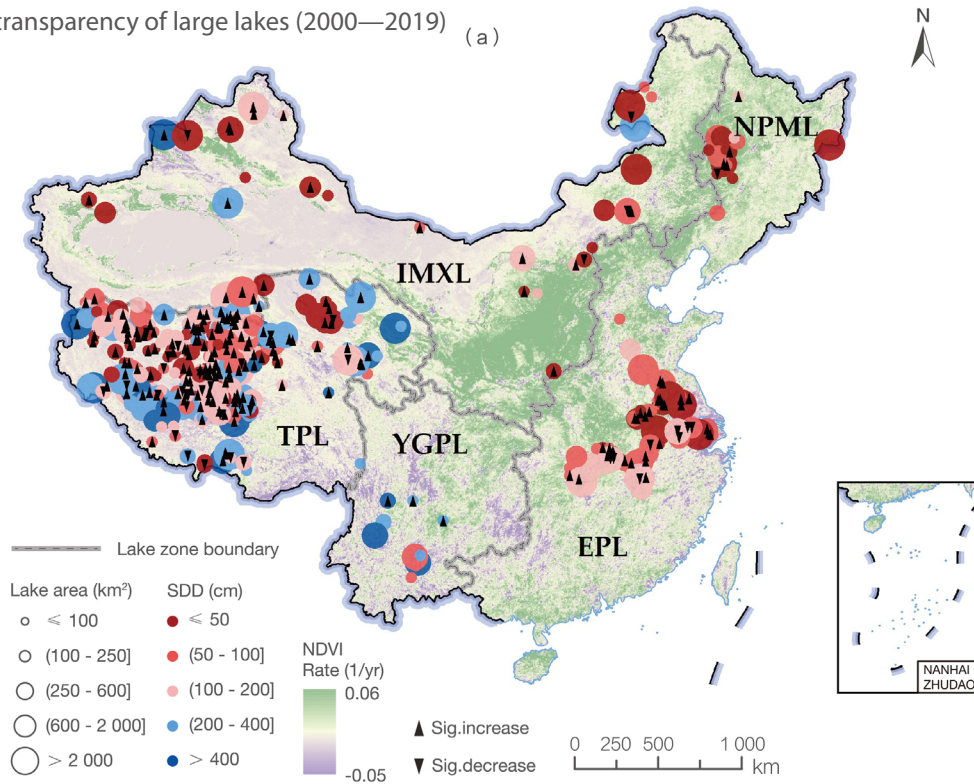 transparency of large lakes (2000—2019)
(a)
N
NPML
IMXL
TPL
YGPL
EPL
Lake zone boundary
Lake area (km²)
≤ 100
(100 - 250]
(250 - 600]
(600 - 2 000]
> 2 000
SDD (cm)
≤ 50
(50 - 100]
(100 - 200]
(200 - 400]
> 400
NDVI
Rate (1/yr)
0.06
-0.05
Sig.increase
Sig.decrease
0 250 500 1 000
km
NANHAI
ZHUDAO